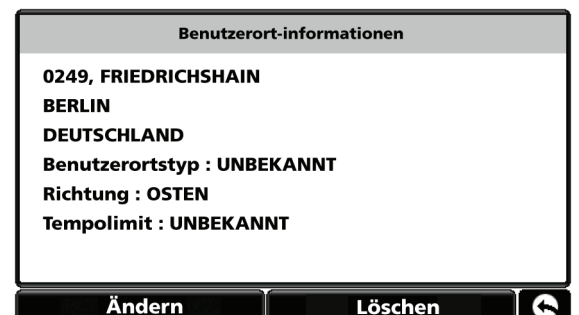 Benutzerort-informationen
0249, FRIEDRICHSHAIN
BERLIN
DEUTSCHLAND
Benutzerortstyp : UNBEKANNT
Richtung : OSTEN
Tempolimit : UNBEKANNT
Ändern Löschen